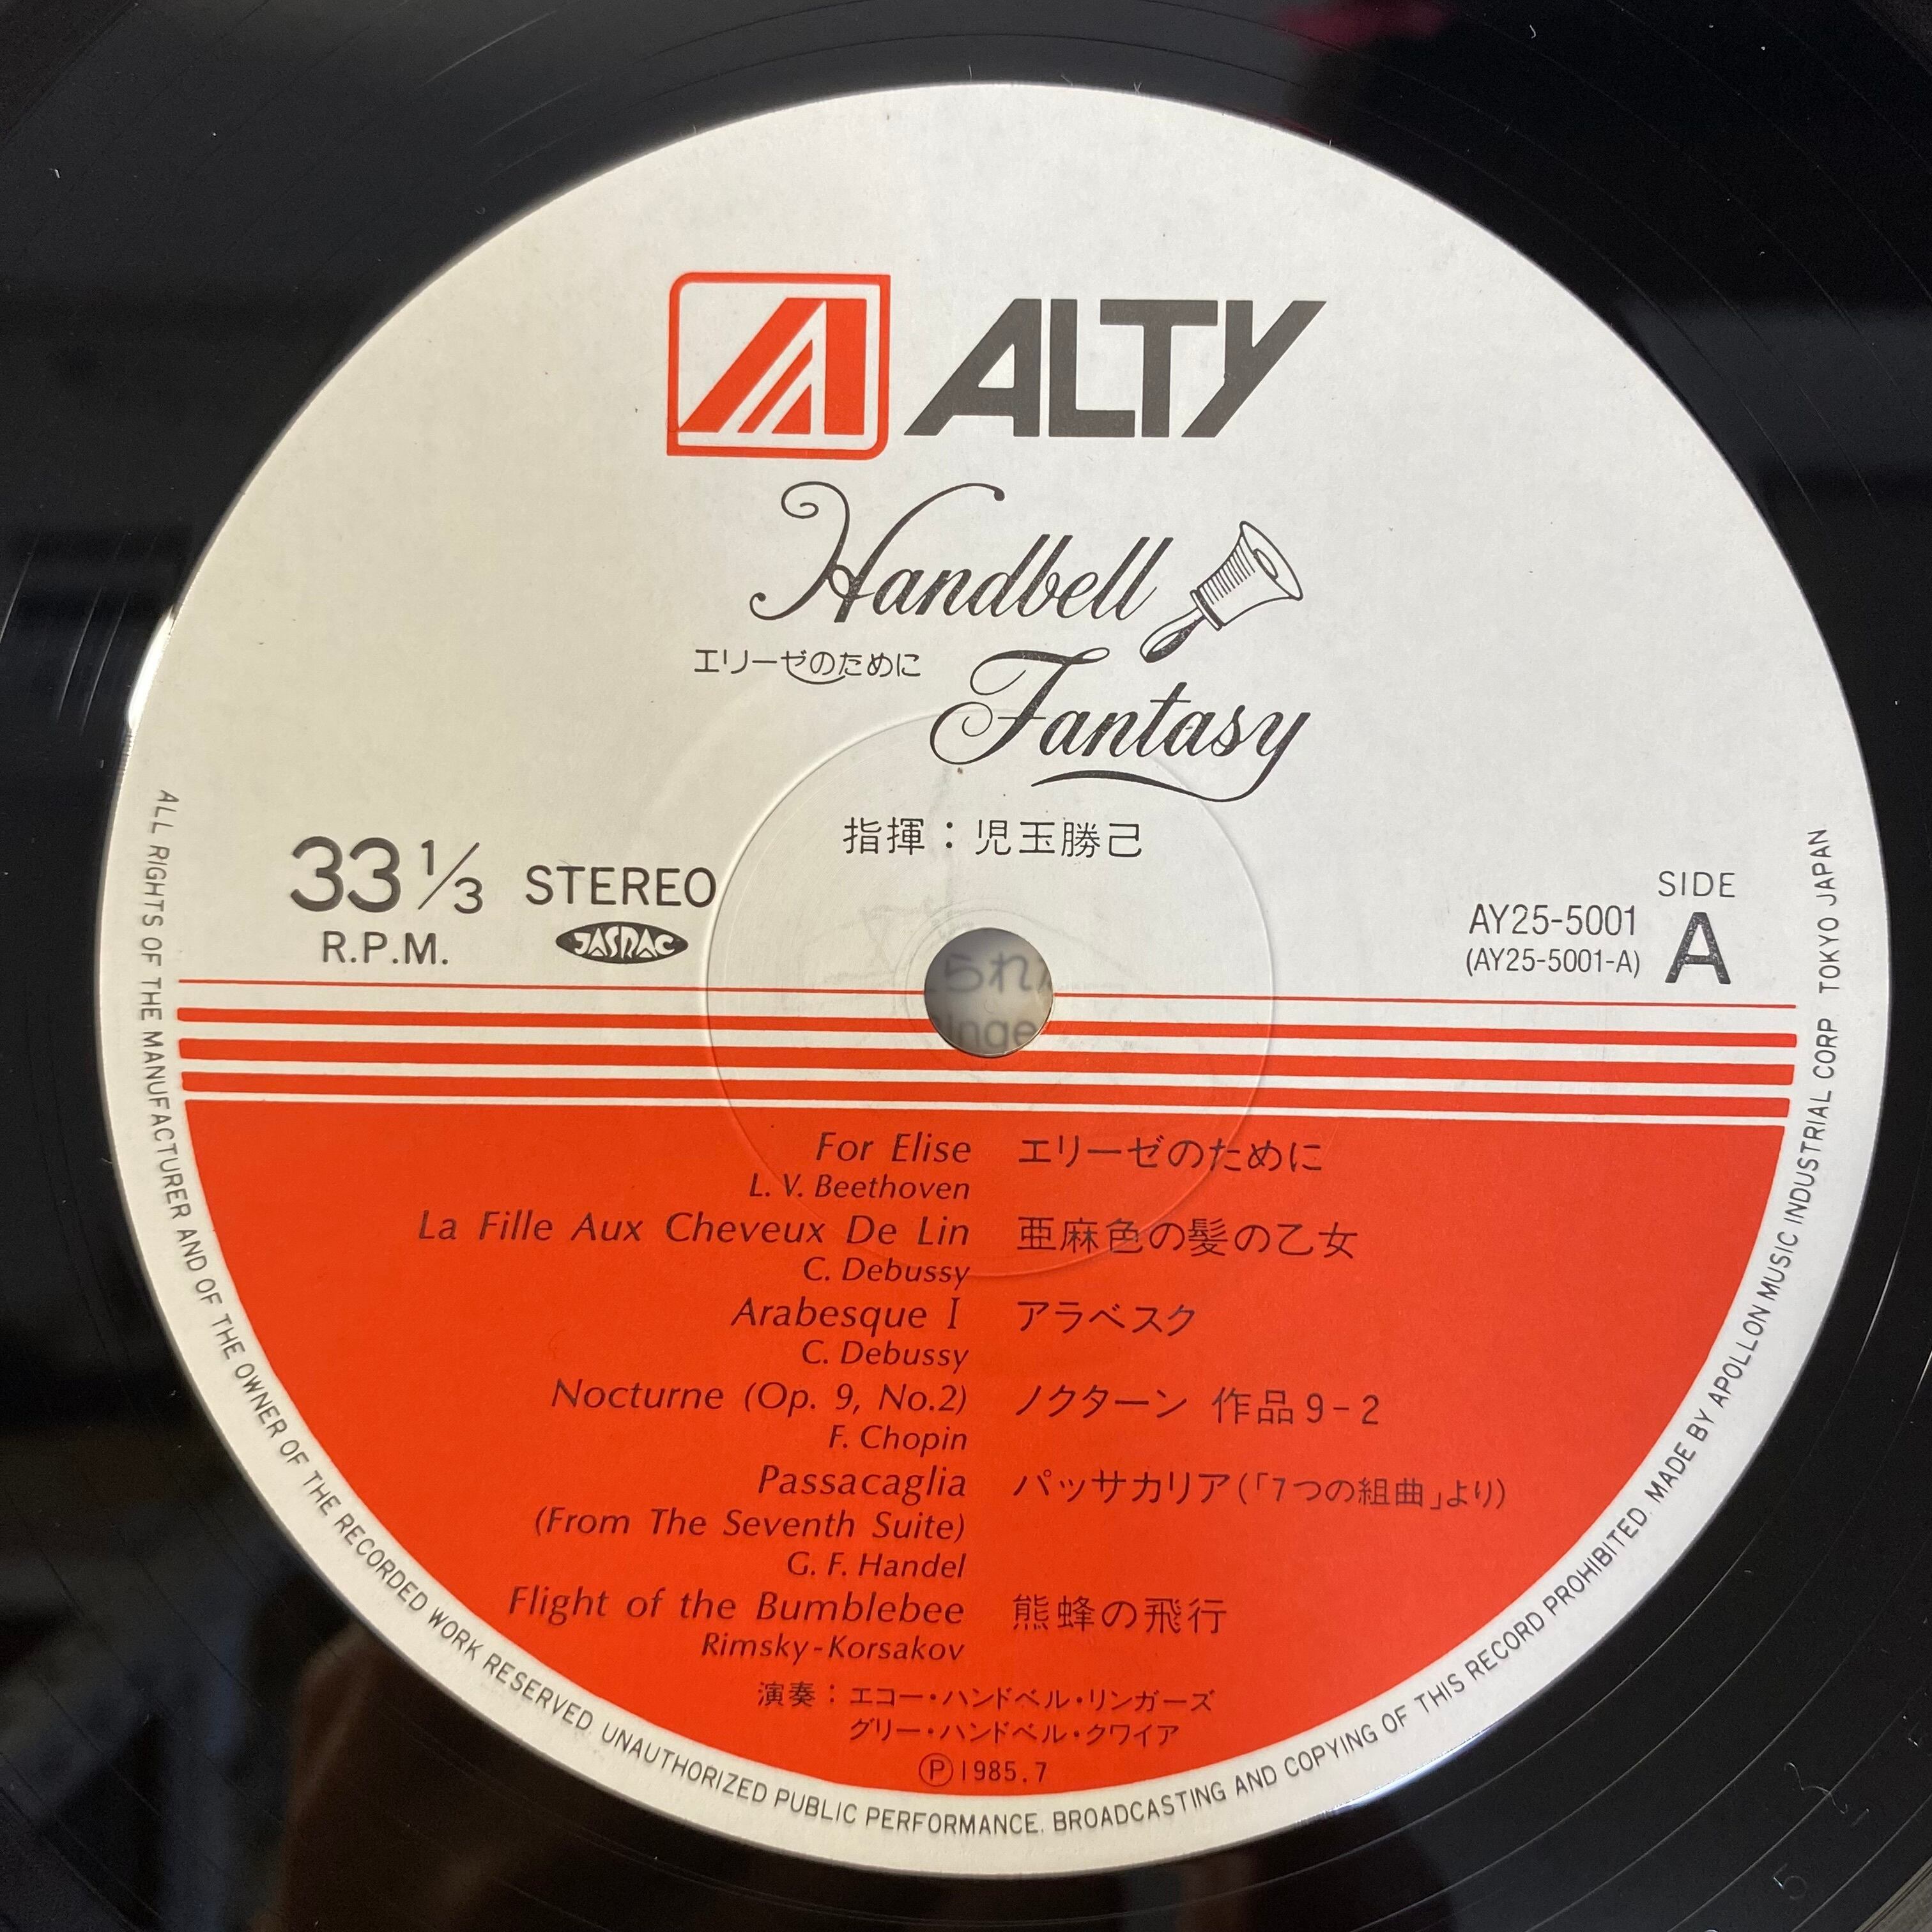 ALTY
Handbell
エリーゼのために
Fantasy
指揮：児玉勝己
33 1/3 STEREO
R.P.M.
JASRAC
SIDE
A
AY25-5001
(AY25-5001-A)
For Elise エリーゼのために
L. V. Beethoven
La Fille Aux Cheveux De Lin 亜麻色の髪の乙女
C. Debussy
Arabesque I アラベスク
C. Debussy
Nocturne (Op. 9, No.2) ノクターン 作品9-2
F. Chopin
Passacaglia パッサカリア(「7つの組曲」より)
(From The Seventh Suite)
G. F. Handel
Flight of the Bumblebee 熊蜂の飛行
Rimsky-Korsakov
演奏：エコー・ハンドベル・リンガーズ
グリー・ハンドベル・クワイア
Ⓟ1985.7
ALL RIGHTS OF THE MANUFACTURER AND OF THE OWNER OF THE RECORDED WORK RESERVED. UNAUTHORIZED PUBLIC PERFORMANCE. BROADCASTING AND COPYING OF THIS RECORD PROHIBITED. MADE BY APOLLON MUSIC INDUSTRIAL CORP TOKYO JAPAN